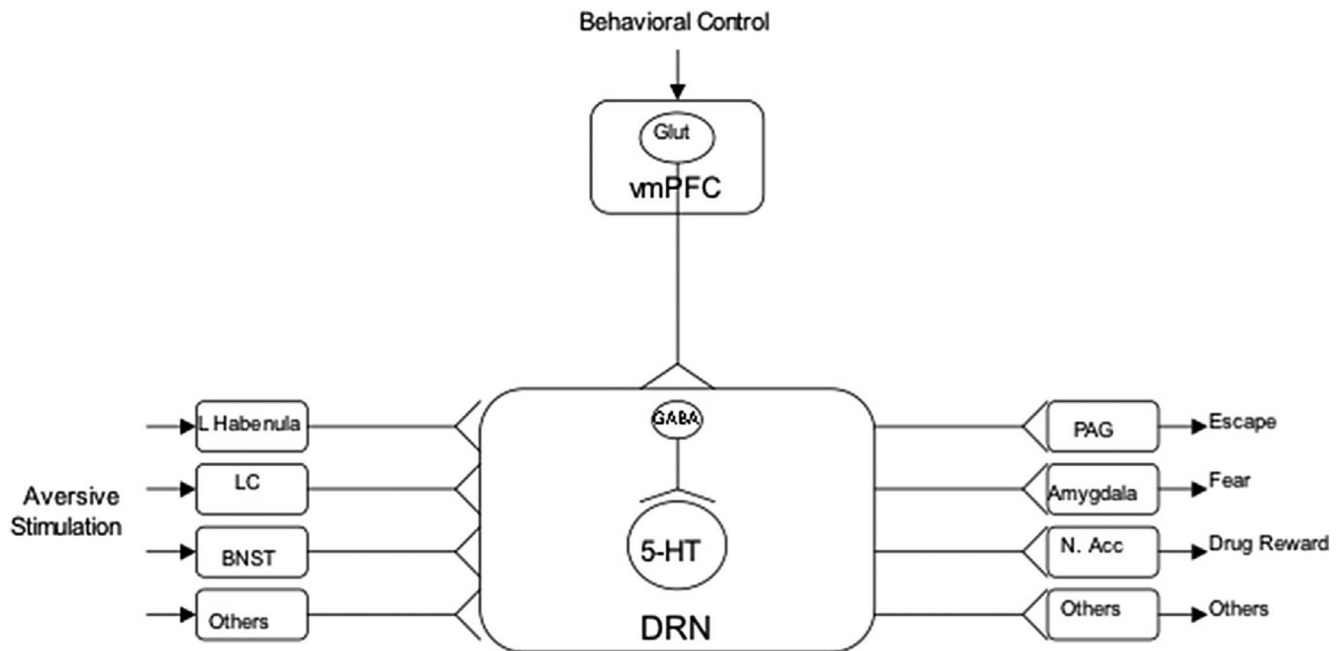 Behavioral Control
Glut
vmPFC
GABA
5-HT
DRN
Aversive
Stimulation
L Habenula
LC
BNST
Others
PAG
Amygdala
N. Acc
Others
Escape
Fear
Drug Reward
Others